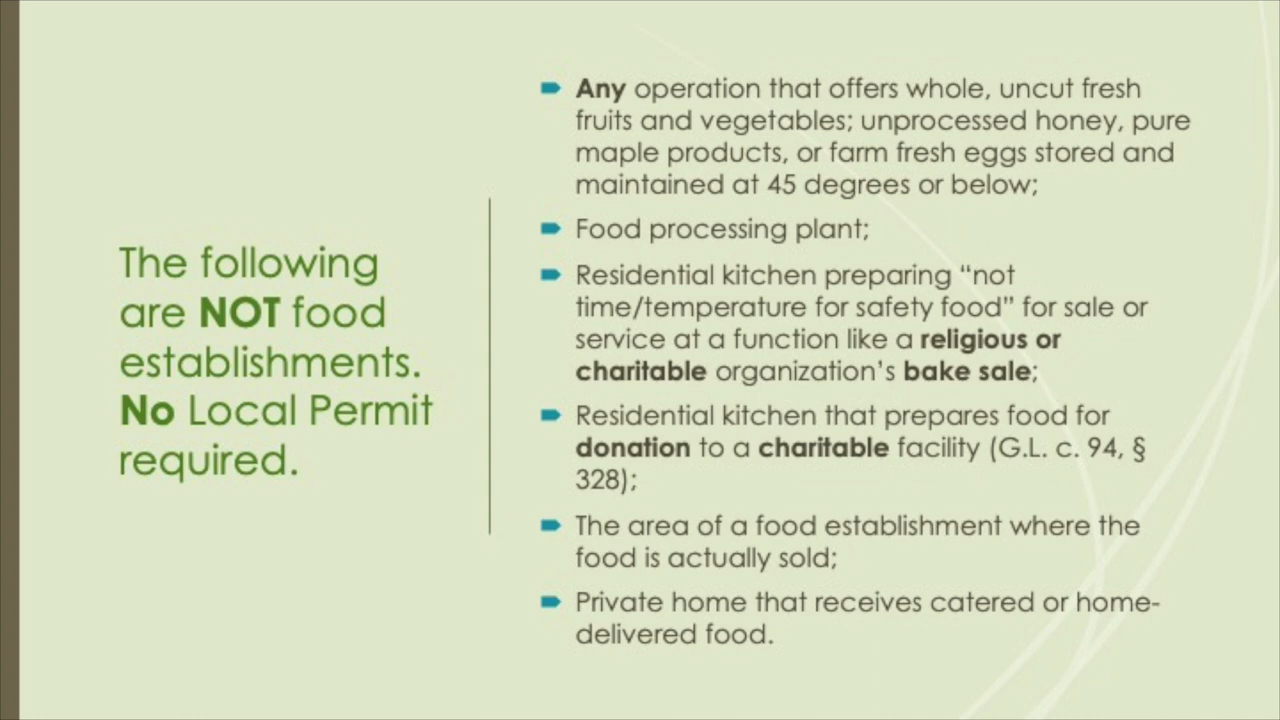 The following
are NOT food
establishments.
No Local Permit
required.
Any operation that offers whole, uncut fresh
fruits and vegetables; unprocessed honey, pure
maple products, or farm fresh eggs stored and
maintained at 45 degrees or below;
Food processing plant;
Residential kitchen preparing “not
time/temperature for safety food” for sale or
service at a function like a religious or
charitable organization’s bake sale;
Residential kitchen that prepares food for
donation to a charitable facility (G.L. c. 94, §
328);
The area of a food establishment where the
food is actually sold;
Private home that receives catered or home-
delivered food.